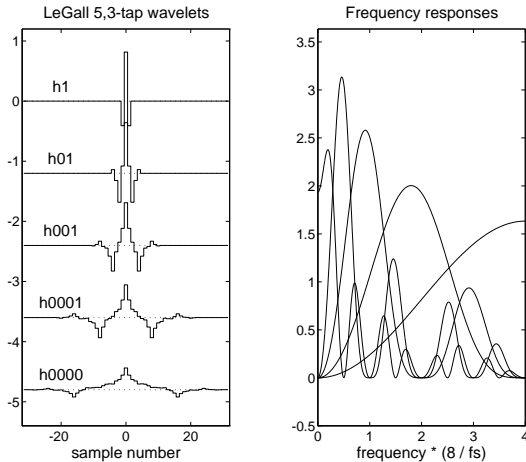 LeGall 5,3-tap wavelets
1
0
-1
-2
-3
-4
-5
h1
h01
h001
h0001
h0000
-20
0
20
sample number
Frequency responses
3.5
3
2.5
2
1.5
1
0.5
0
-0.5
0
1
2
3
4
frequency * (8 / fs)